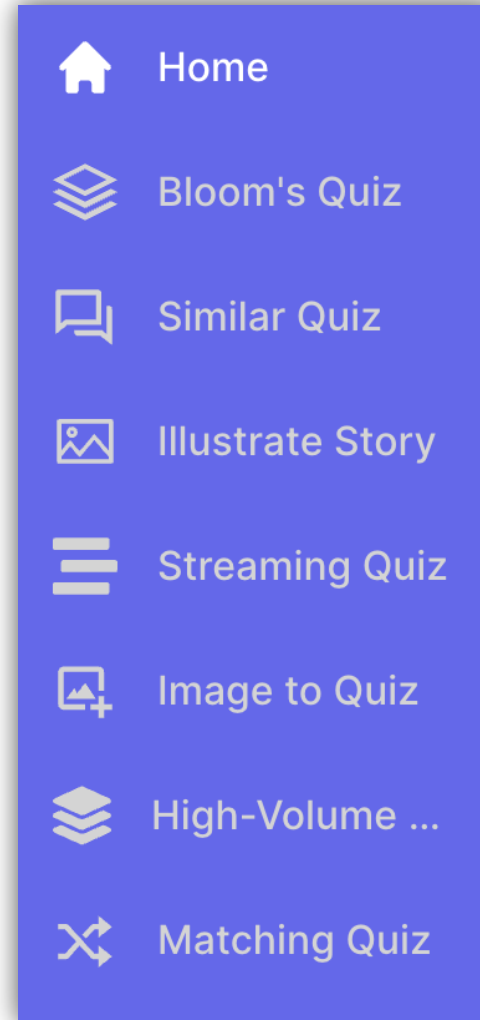 Home
Bloom's Quiz
Similar Quiz
Illustrate Story
Streaming Quiz
Image to Quiz
High-Volume ...
Matching Quiz